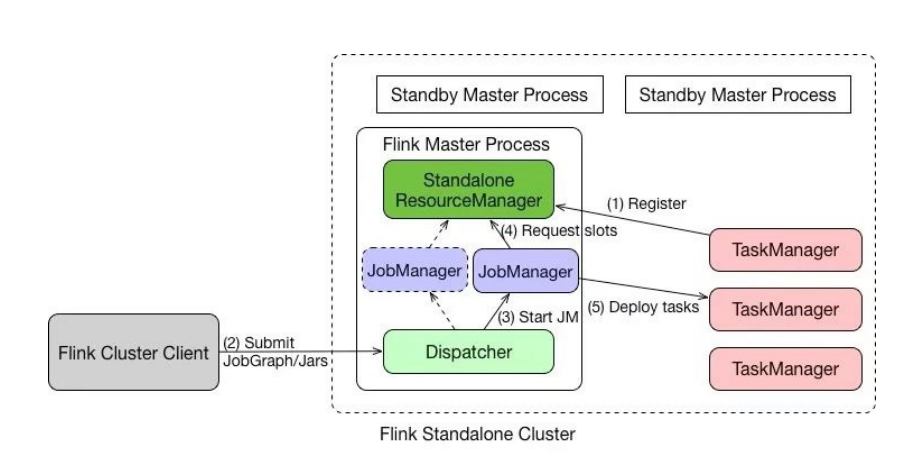 Standby Master Process
Standby Master Process
Flink Master Process
Standalone
ResourceManager
(1) Register
(4) Request slots
TaskManager
JobManager
JobManager
TaskManager
(5) Deploy tasks
(3) Start JM
Flink Cluster Client
(2) Submit
JobGraph/Jars
Dispatcher
TaskManager
Flink Standalone Cluster